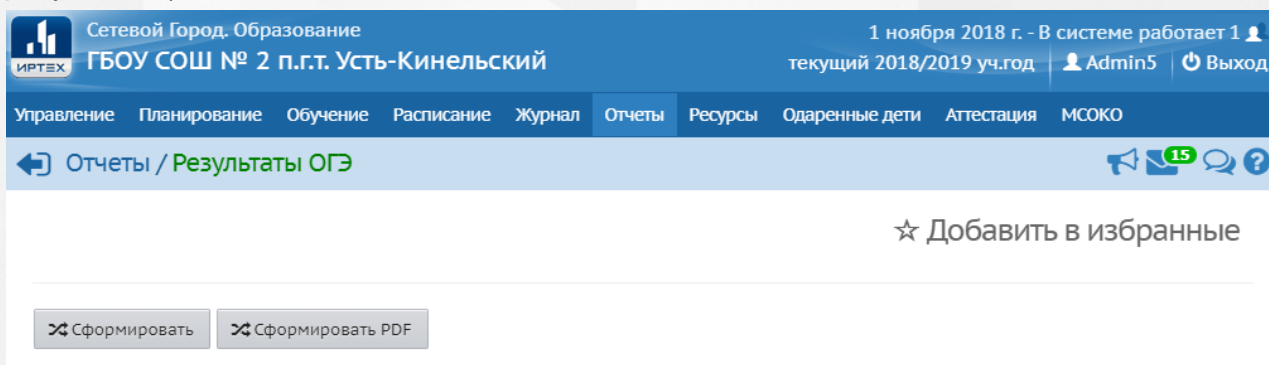 Сетевой Город. Образование
ГБОУ СОШ № 2 п.г.т. Усть-Кинельский
ИРТЕХ
1 ноября 2018 г. - В системе работает 1
текущий 2018/2019 уч.год Admin5 Выход
Управление Планирование Обучение Расписание Журнал Отчеты Ресурсы Одаренные дети Аттестация МСОКО
Отчеты / Результаты ОГЭ 15 ?
☆ Добавить в избранные
Сформировать Сформировать PDF